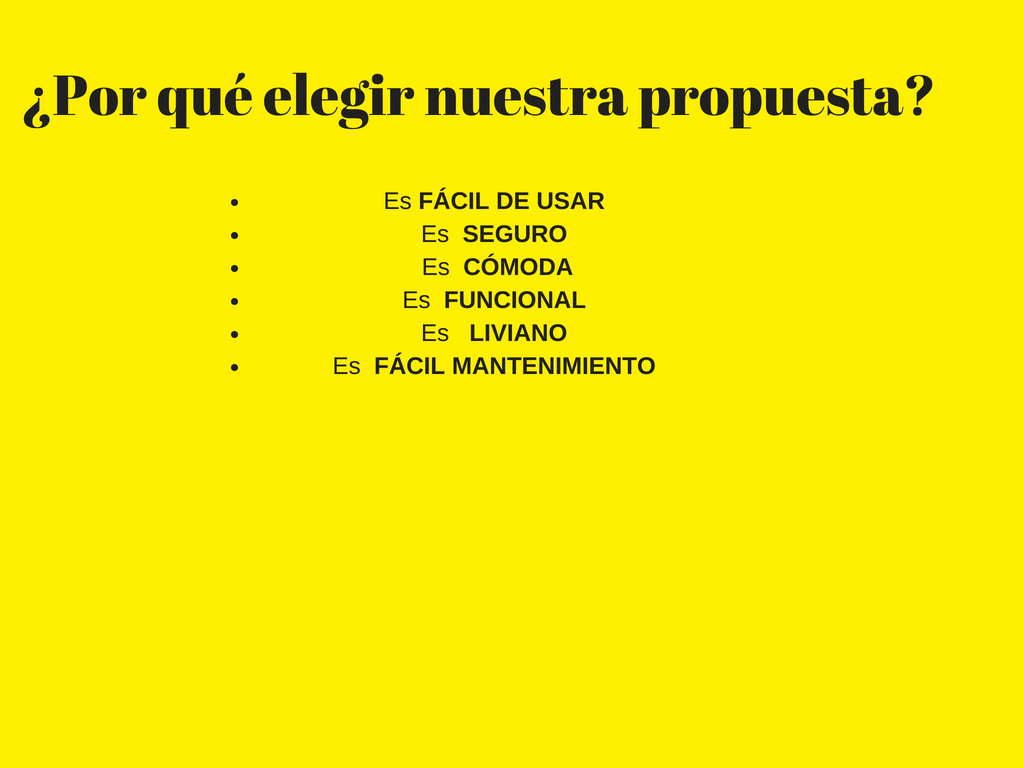 ¿Por qué elegir nuestra propuesta?
• Es FÁCIL DE USAR
• Es  SEGURO
• Es  CÓMODA
• Es  FUNCIONAL
• Es   LIVIANO
• Es  FÁCIL MANTENIMIENTO